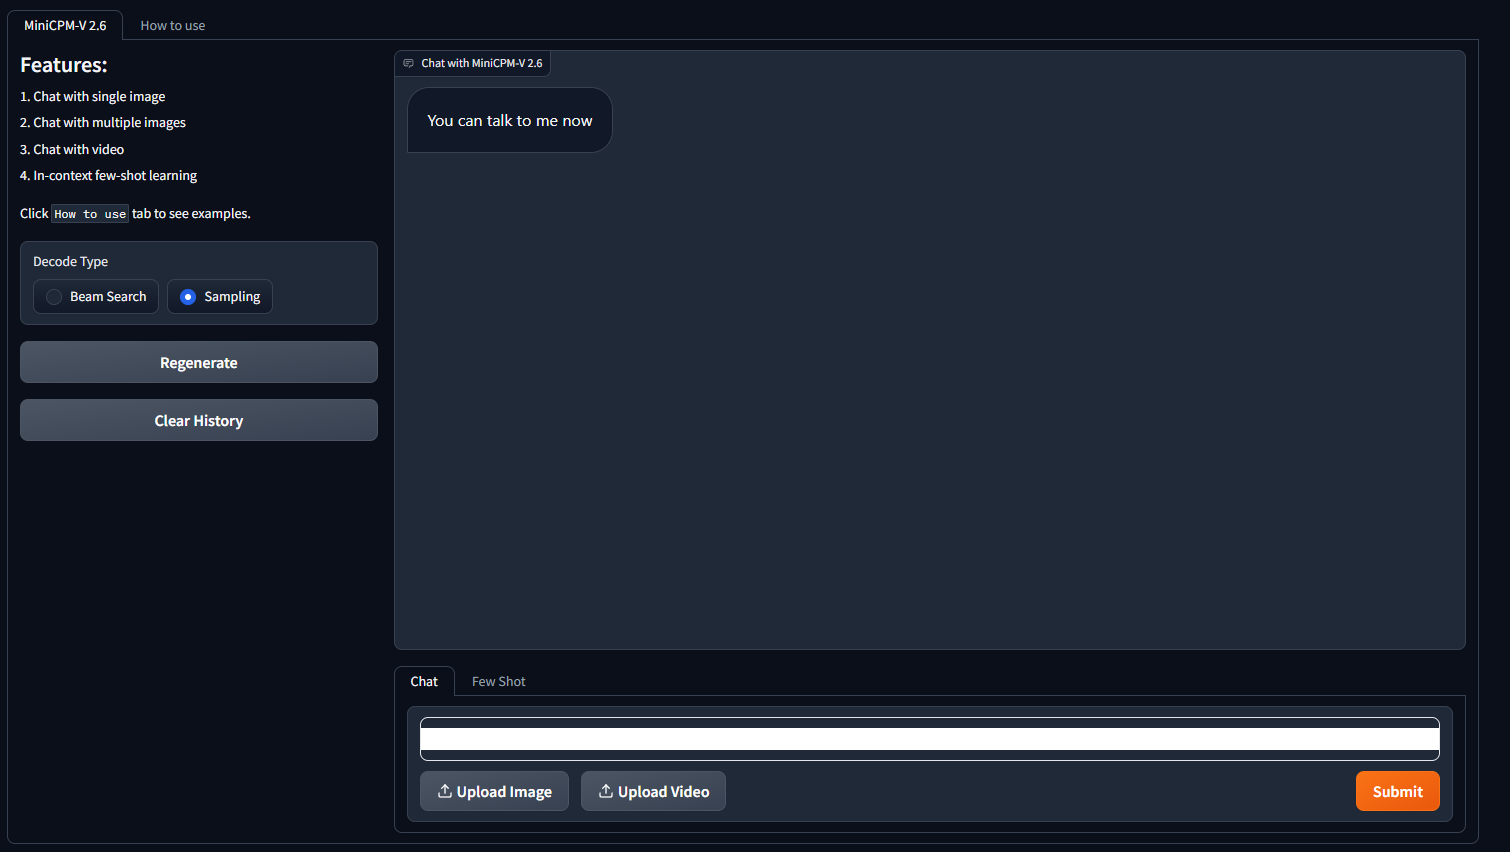 MiniCPM-V 2.6
How to use
Features:
1. Chat with single image
2. Chat with multiple images
3. Chat with video
4. In-context few-shot learning
Click How to use tab to see examples.
Decode Type
Beam Search
Sampling
Regenerate
Clear History
Chat with MiniCPM-V 2.6
You can talk to me now
Chat
Few Shot
Upload Image
Upload Video
Submit